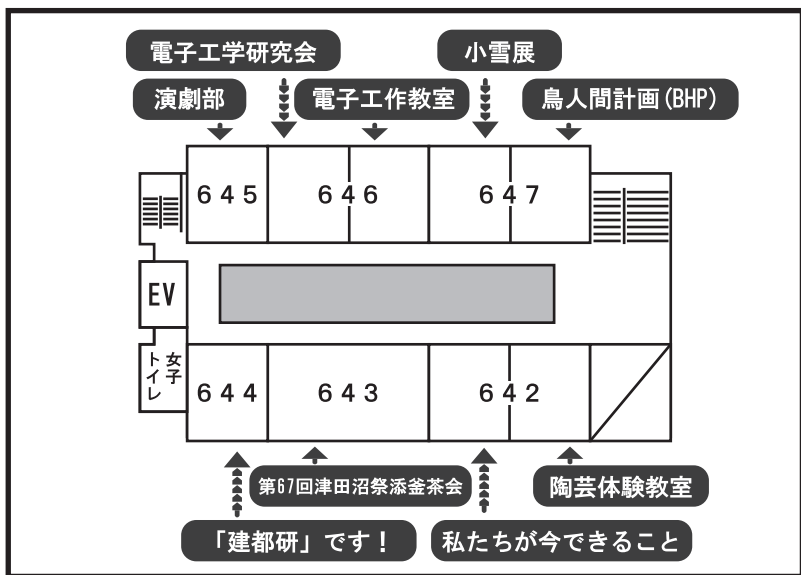 電子工学研究会
小雪展
演劇部
電子工作教室
鳥人間計画(BHP)
645
646
647
EV
女子トイレ
644
643
642
第67回津田沼祭添釜茶会
陶芸体験教室
「建都研」です!
私たちが今できること